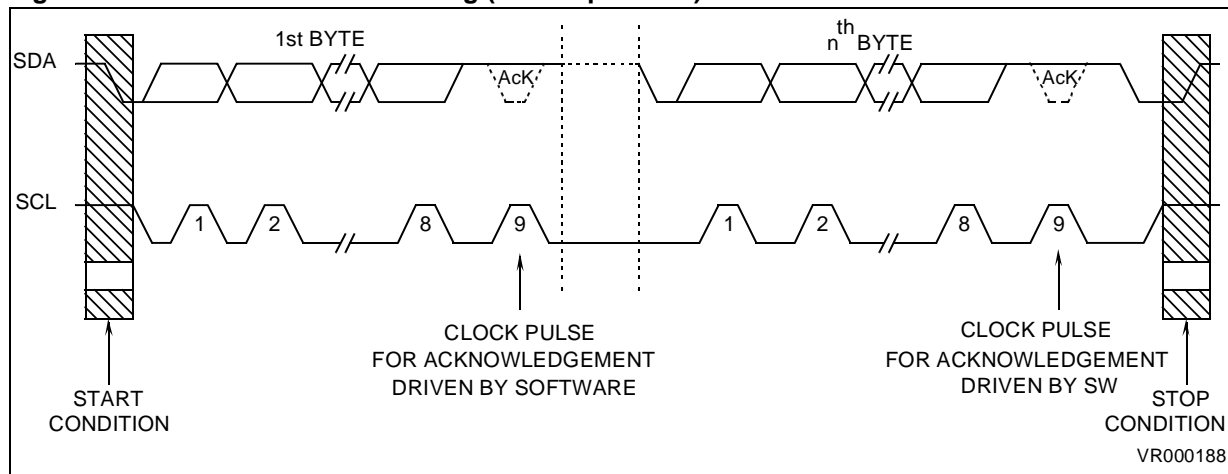 1st BYTE
nth BYTE
SDA
AcK
AcK
SCL
1
2
8
9
1
2
8
9
CLOCK PULSE
FOR ACKNOWLEDGEMENT
DRIVEN BY SOFTWARE
CLOCK PULSE
FOR ACKNOWLEDGEMENT
DRIVEN BY SW
START
CONDITION
STOP
CONDITION
VR000188